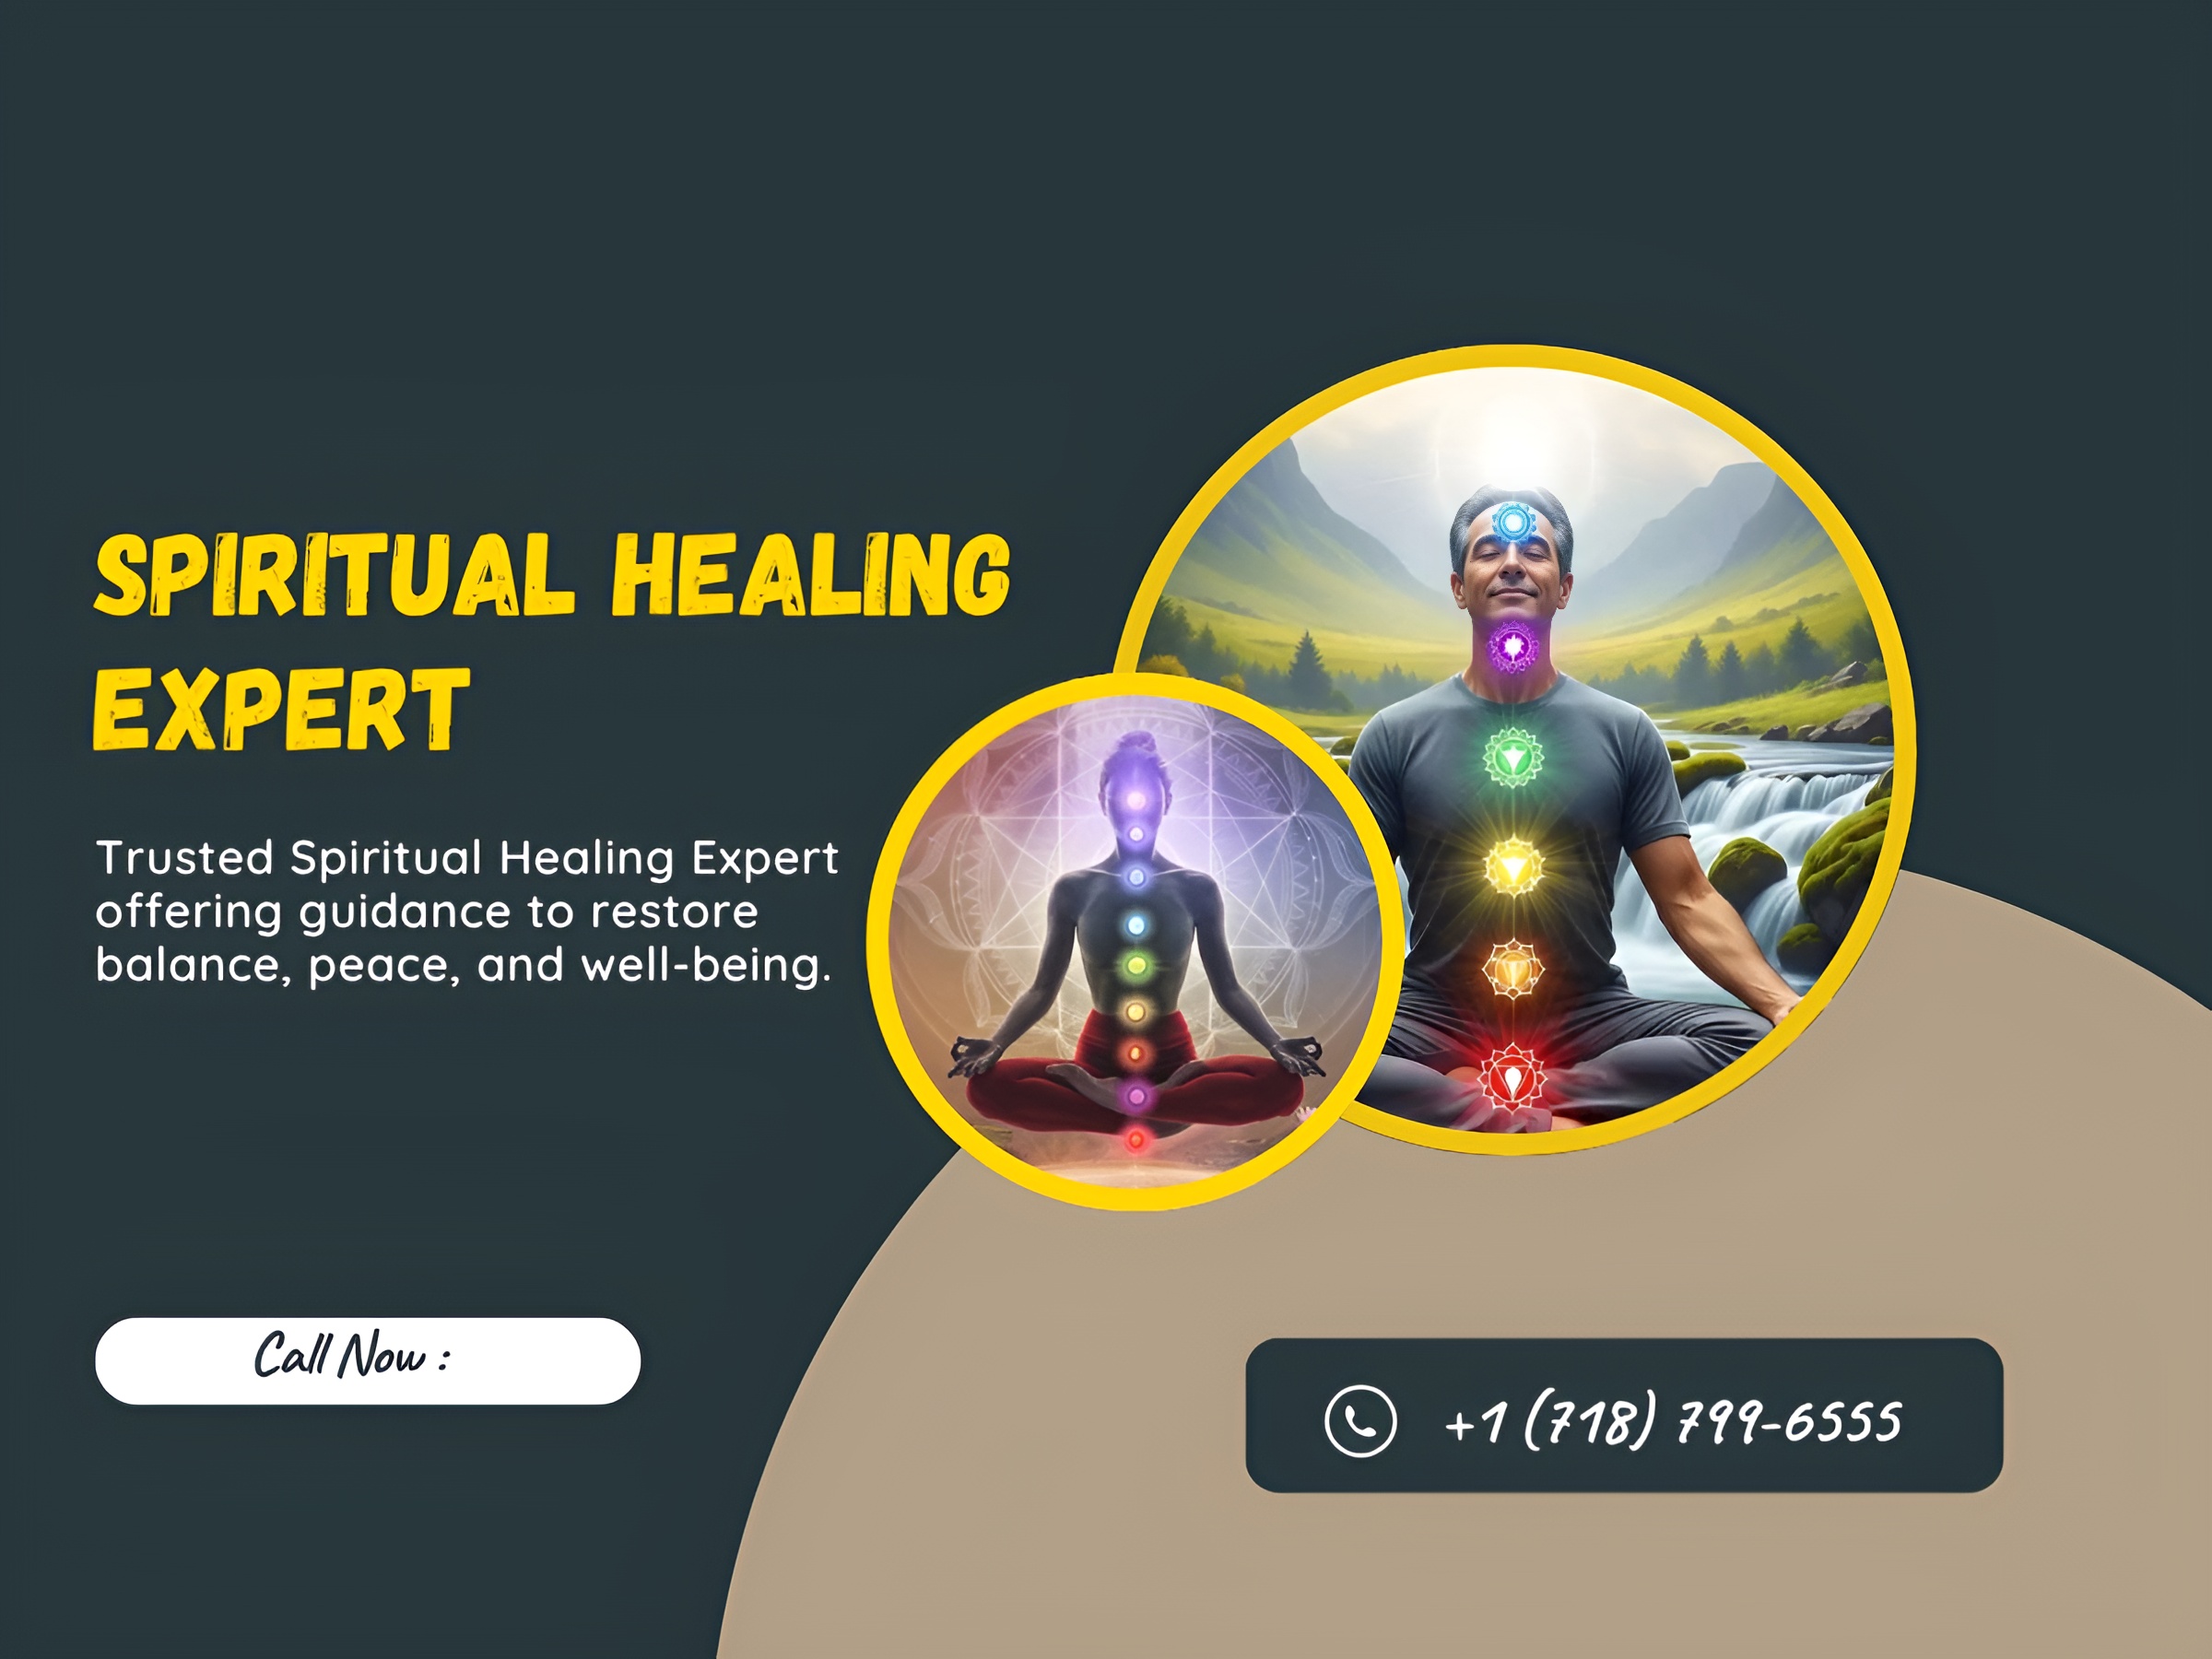 SPIRITUAL HEALING
EXPERT
Trusted Spiritual Healing Expert
offering guidance to restore
balance, peace, and well-being.
Call Now :
+1 (718) 799-6555